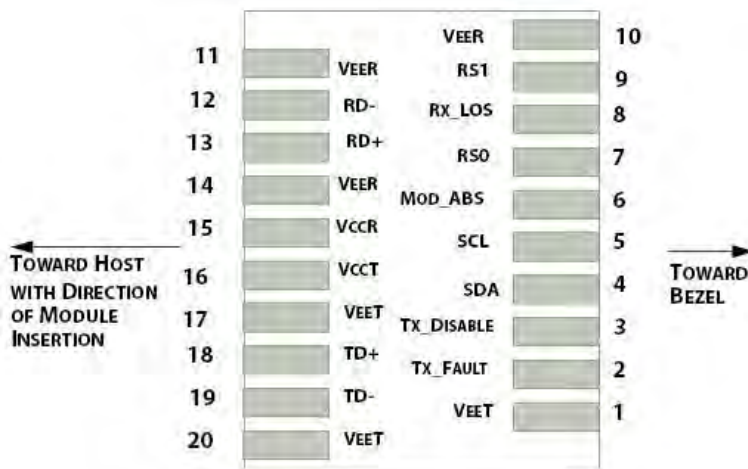 11 VEER
12 RD-
13 RD+
14 VEER
15 VCCR
16 VCCT
17 VEET
18 TD+
19 TD-
20 VEET
VEER 10
RS1 9
RX_LOS 8
RS0 7
MOD_ABS 6
SCL 5
SDA 4
TX_DISABLE 3
TX_FAULT 2
VEET 1
TOWARD HOST
WITH DIRECTION
OF MODULE
INSERTION
TOWARD
BEZEL